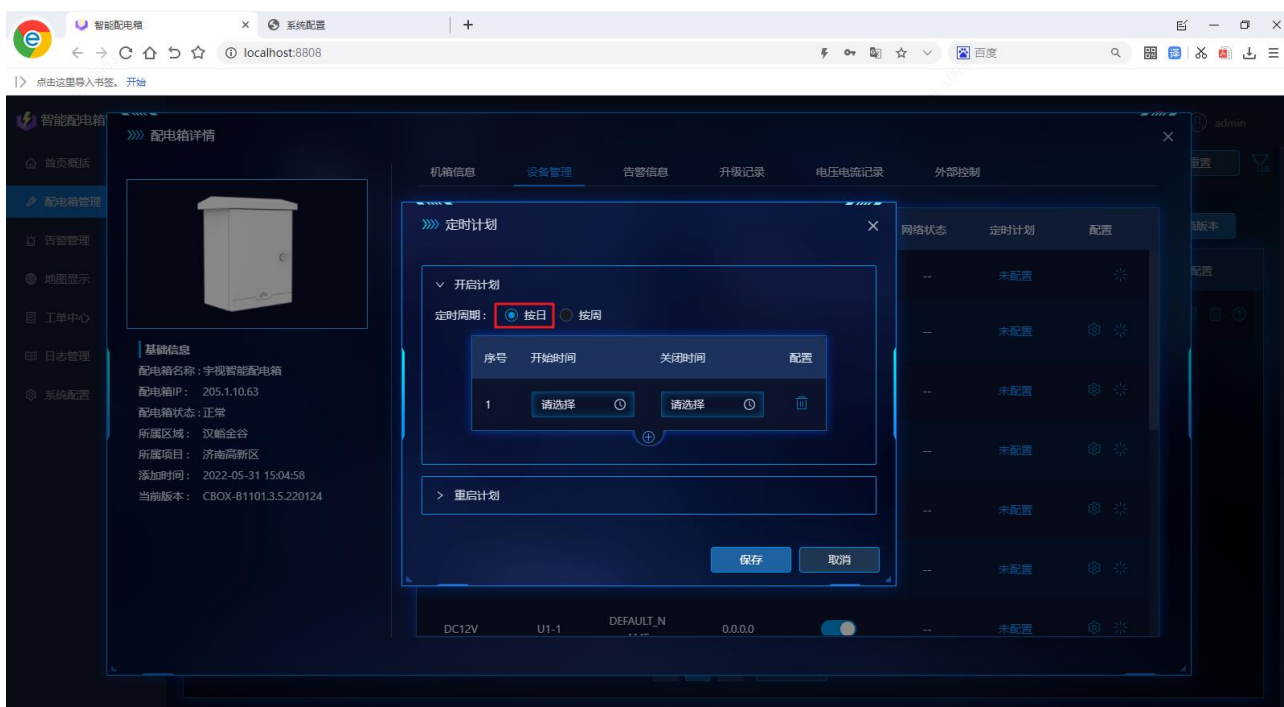 智能配电箱
系统配置
localhost:8808
百度
点击这里导入书签。 开始
智能配电箱
admin
首页概括
配电箱管理
告警管理
地图显示
工单中心
日志管理
系统配置
重置
版本
配置
配电箱详情
基础信息
配电箱名称：宇视智能配电箱
配电箱IP： 205.1.10.63
配电箱状态：正常
所属区域： 汉峪金谷
所属项目： 济南高新区
添加时间： 2022-05-31 15:04:58
当前版本： CBOX-B1101.3.5.220124
机箱信息 设备管理 告警信息 升级记录 电压电流记录 外部控制
网络状态 定时计划 配置
-- 未配置
-- 未配置
-- 未配置
-- 未配置
-- 未配置
-- 未配置
DC12V U1-1 DEFAULT_N 0.0.0.0 -- 未配置
定时计划
开启计划
定时周期： 按日 按周
序号 开始时间 关闭时间 配置
1 请选择 请选择
重启计划
保存 取消